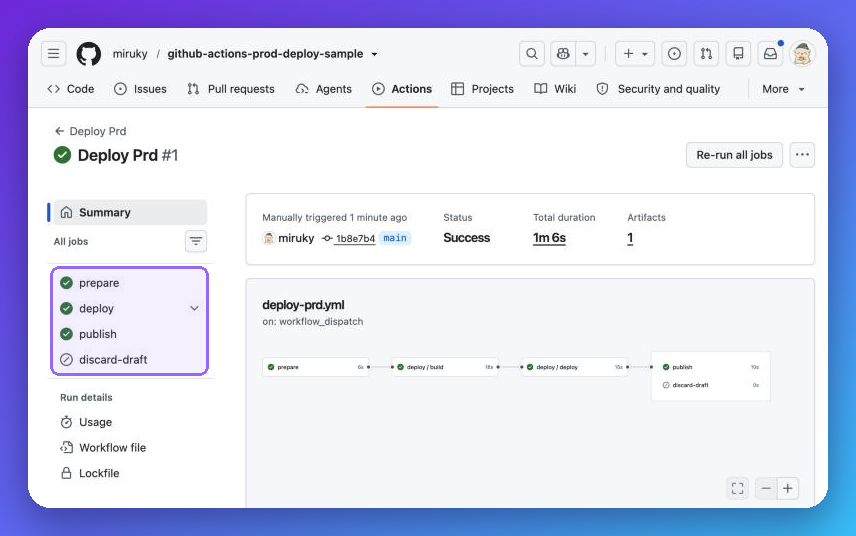 miruky / github-actions-prod-deploy-sample
Code Issues Pull requests Agents Actions Projects Wiki Security and quality More
Deploy Prd
Deploy Prd #1
Re-run all jobs
Summary
All jobs
prepare
deploy
publish
discard-draft
Run details
Usage
Workflow file
Lockfile
Manually triggered 1 minute ago
miruky 1b8e7b4 main
Status
Success
Total duration
1m 6s
Artifacts
1
deploy-prd.yml
on: workflow_dispatch
prepare 6s
deploy / build 18s
deploy / deploy 15s
publish 10s
discard-draft 0s